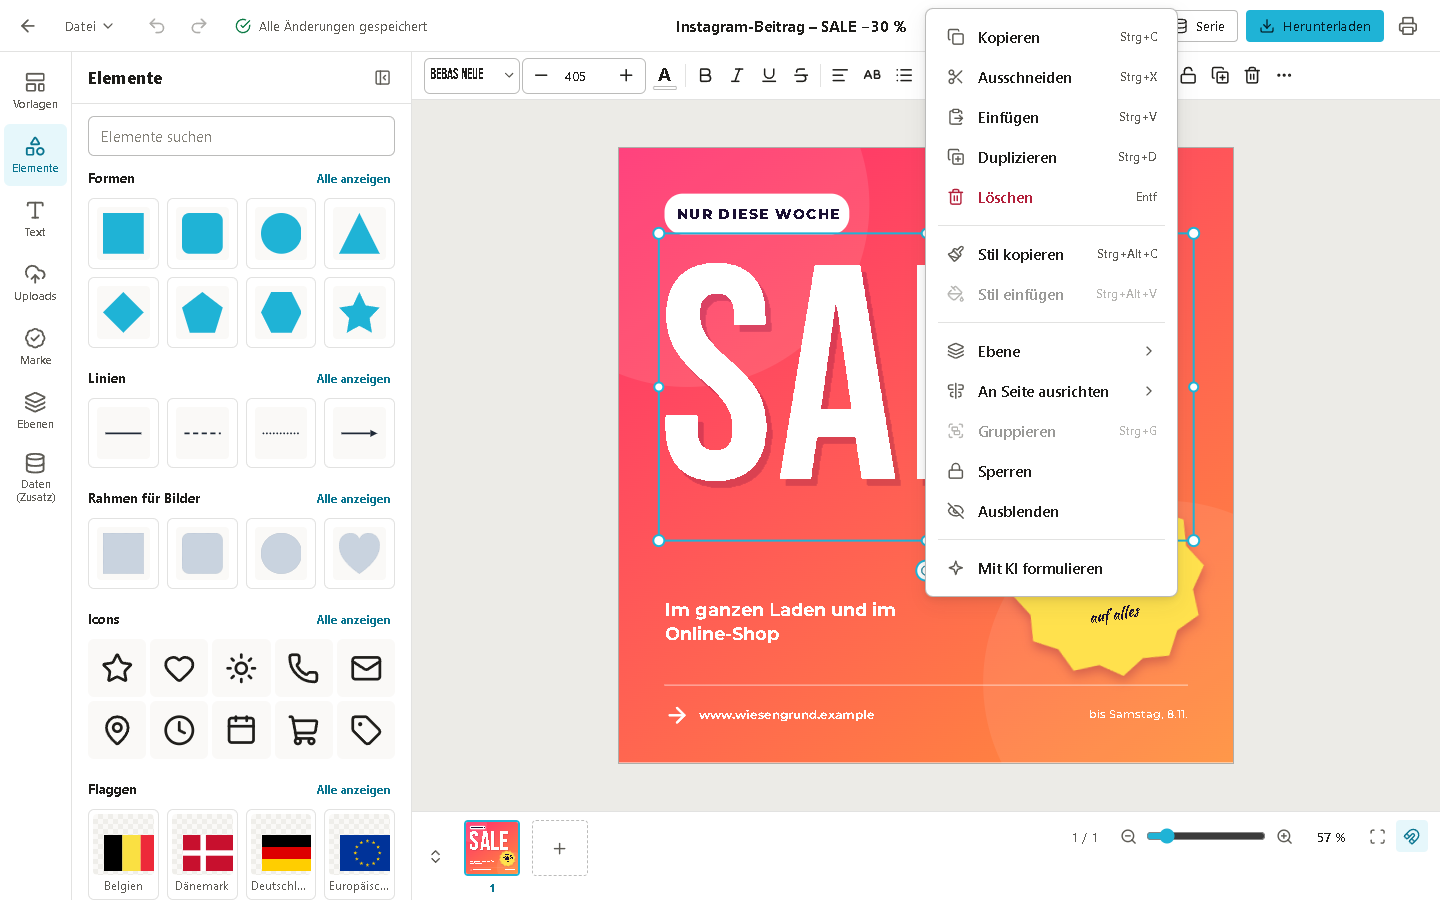 Datei
Alle Änderungen gespeichert
Instagram-Beitrag – SALE –30 %
Serie
Herunterladen
Vorlagen
Elemente
Text
Uploads
Marke
Ebenen
Daten
(Zusatz)
Elemente
Elemente suchen
Formen
Alle anzeigen
Linien
Alle anzeigen
Rahmen für Bilder
Alle anzeigen
Icons
Alle anzeigen
Flaggen
Alle anzeigen
Belgien
Dänemark
Deutschl...
Europäisc...
BEBAS NEUE
405
A
B
I
U
S
AB
NUR DIESE WOCHE
SA
Im ganzen Laden und im
Online-Shop
auf alles
www.wiesengrund.example
bis Samstag, 8.11.
Kopieren Strg+C
Ausschneiden Strg+X
Einfügen Strg+V
Duplizieren Strg+D
Löschen Entf
Stil kopieren Strg+Alt+C
Stil einfügen Strg+Alt+V
Ebene
An Seite ausrichten
Gruppieren Strg+G
Sperren
Ausblenden
Mit KI formulieren
SALE
1
1 / 1
57 %